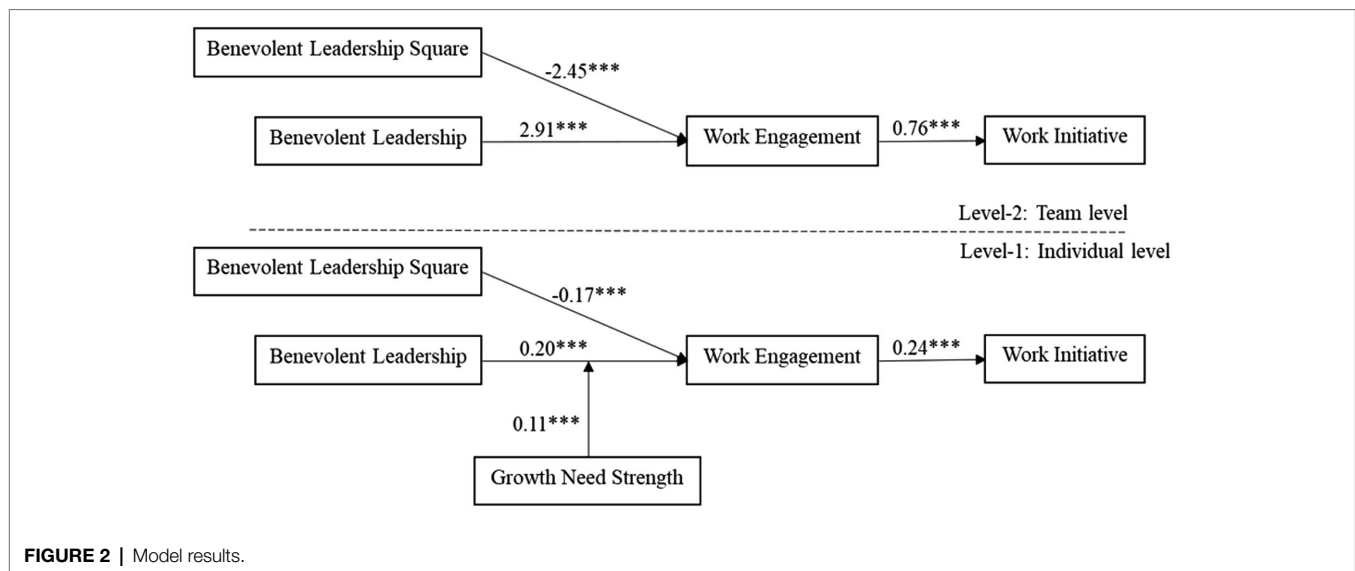 Benevolent Leadership Square
-2.45***
Benevolent Leadership
2.91***
Work Engagement
0.76***
Work Initiative
Level-2: Team level
Level-1: Individual level
Benevolent Leadership Square
-0.17***
Benevolent Leadership
0.20***
Work Engagement
0.24***
Work Initiative
0.11***
Growth Need Strength
FIGURE 2 | Model results.